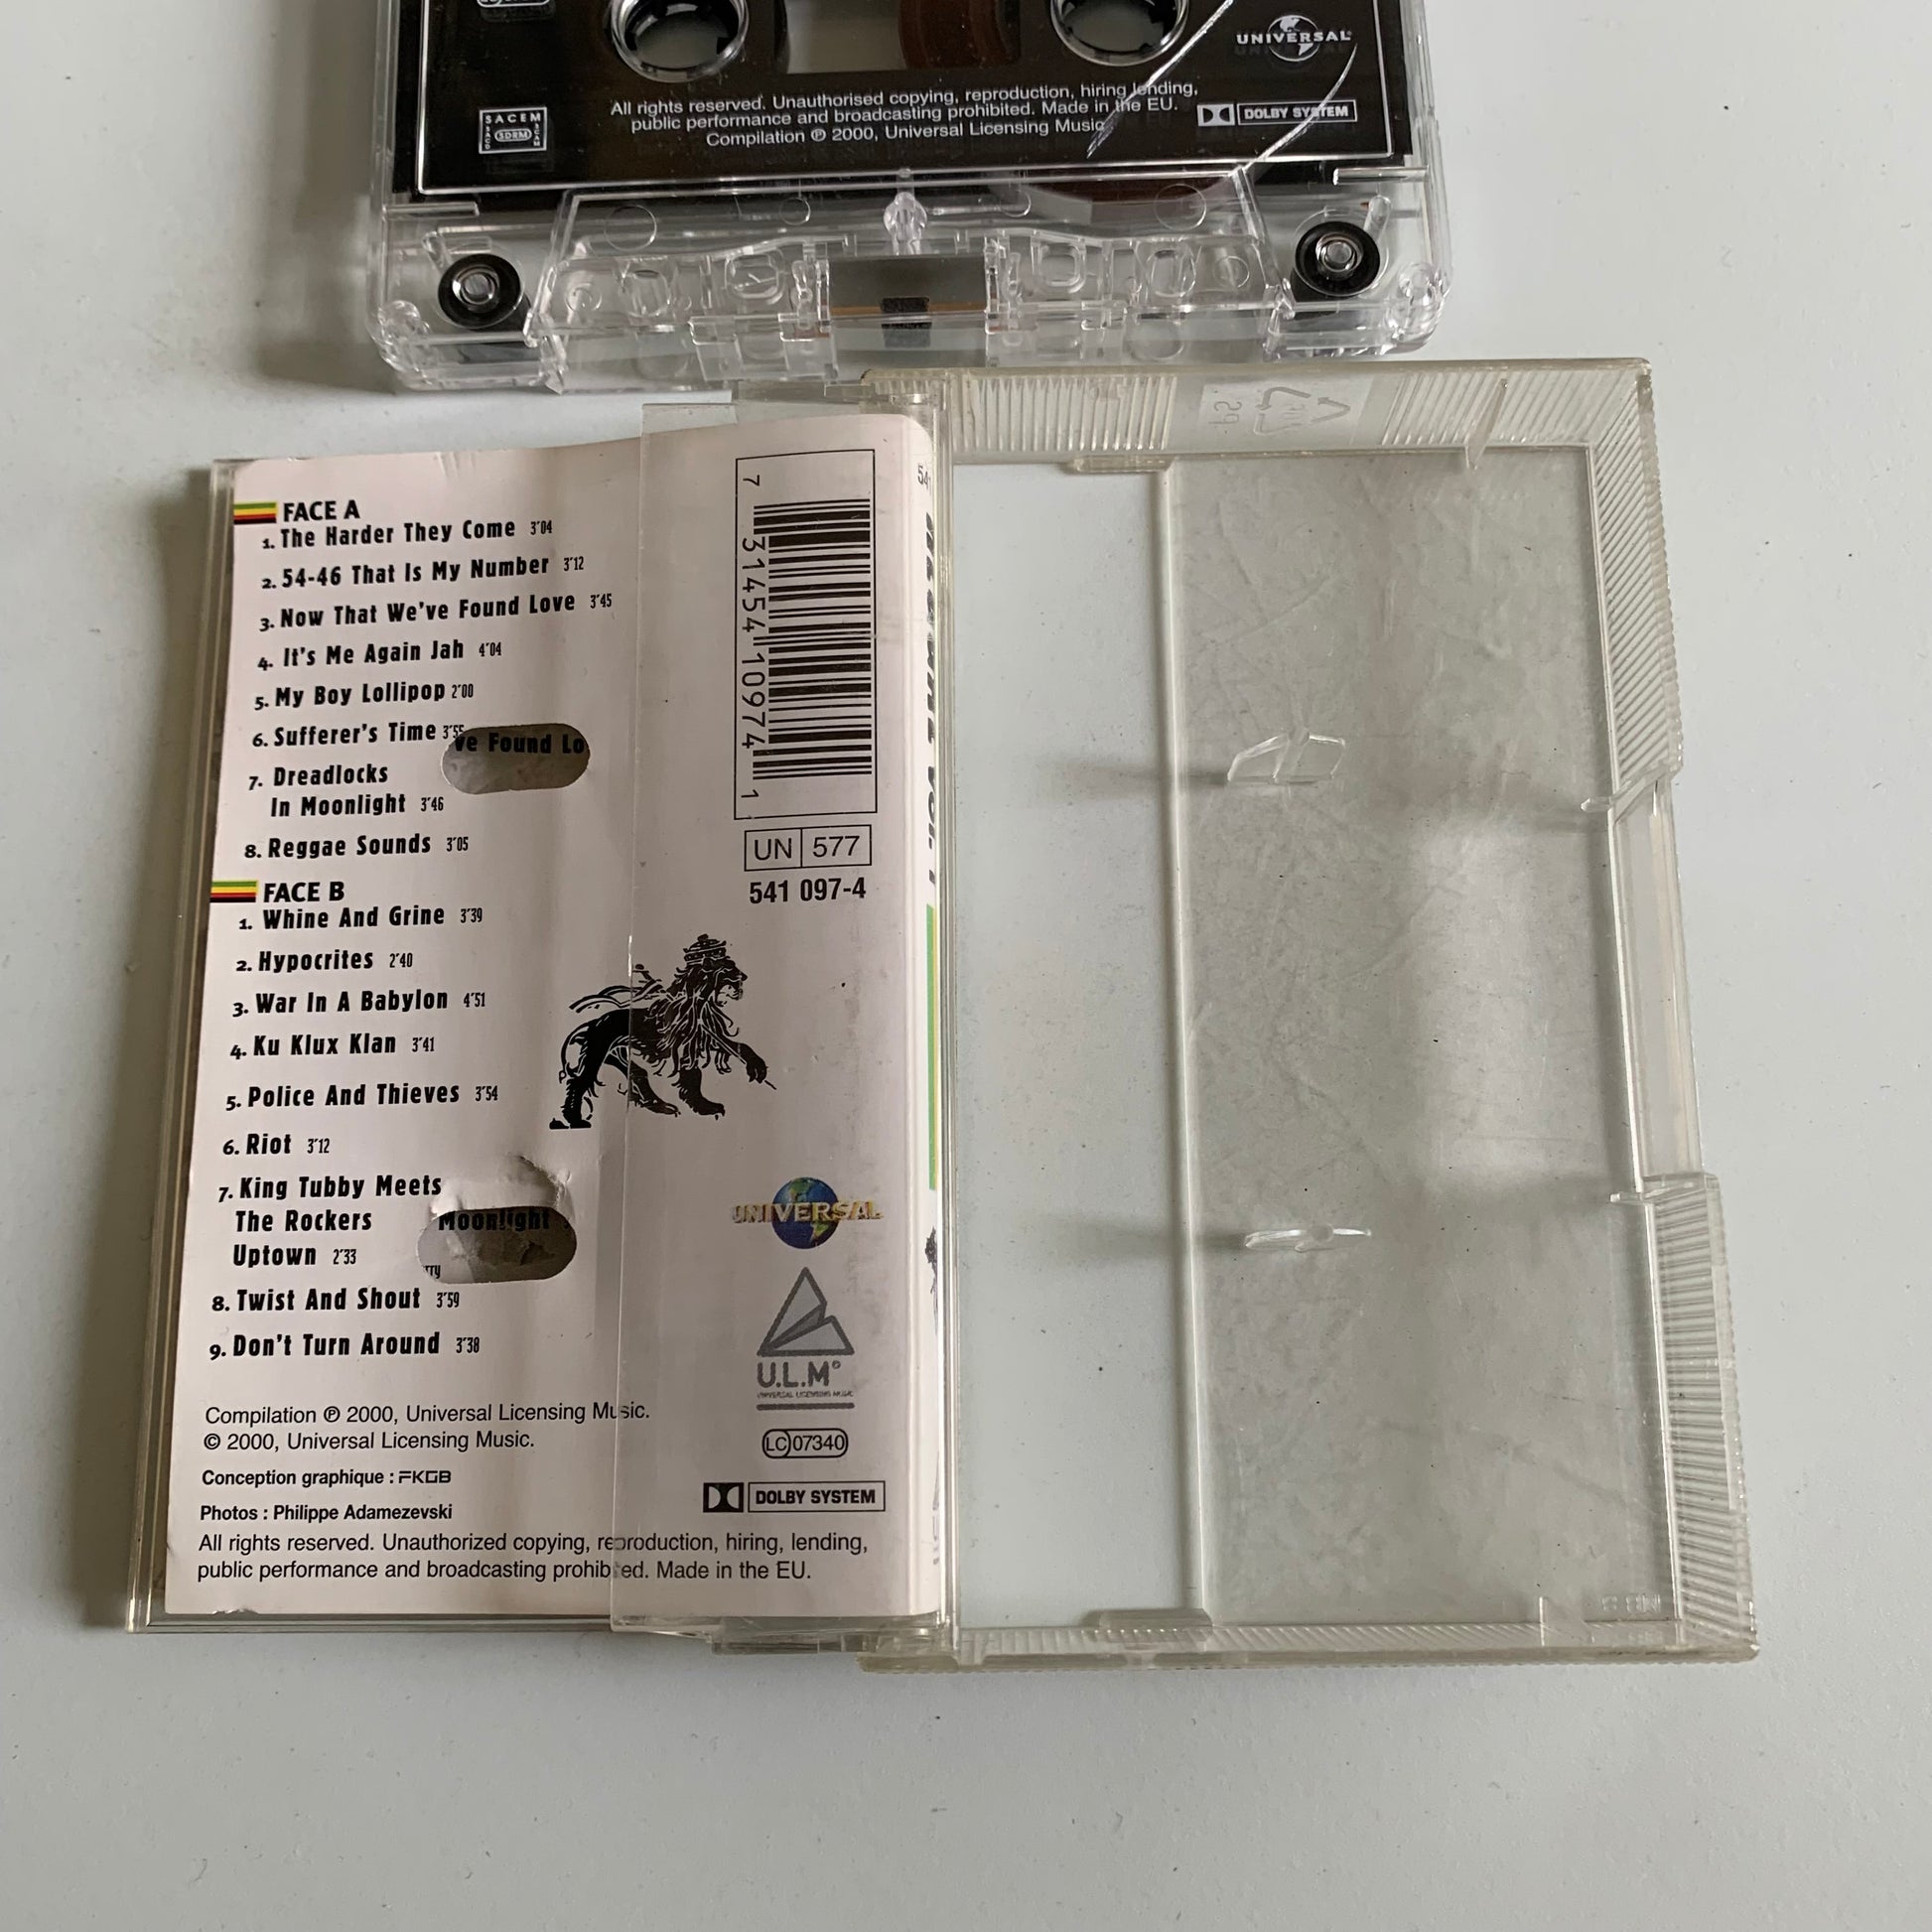 UNIVERSAL
SACEM
SDRM
All rights reserved. Unauthorised copying, reproduction, hiring lending,
public performance and broadcasting prohibited. Made in the EU.
Compilation ℗ 2000, Universal Licensing Music
DOLBY SYSTEM
FACE A
1. The Harder They Come 3'04
2. 54-46 That Is My Number 3'12
3. Now That We've Found Love 3'45
4. It's Me Again Jah 4'04
5. My Boy Lollipop 2'00
6. Sufferer's Time 3'55
ve Found Lo
7. Dreadlocks
In Moonlight 3'46
8. Reggae Sounds 3'05
FACE B
1. Whine And Grine 3'39
2. Hypocrites 2'40
3. War In A Babylon 4'51
4. Ku Klux Klan 3'41
5. Police And Thieves 3'54
6. Riot 3'12
7. King Tubby Meets
The Rockers
Uptown 2'33
Moonlight
8. Twist And Shout 3'59
9. Don't Turn Around 3'38
Compilation ℗ 2000, Universal Licensing Music.
© 2000, Universal Licensing Music.
Conception graphique : FKGB
Photos : Philippe Adamezevski
All rights reserved. Unauthorized copying, reproduction, hiring, lending,
public performance and broadcasting prohibited. Made in the EU.
7 31454 10974 1
UN 577
541 097-4
UNIVERSAL
U.L.M°
UNIVERSAL LICENSING MUSIC
LC 07340
DOLBY SYSTEM